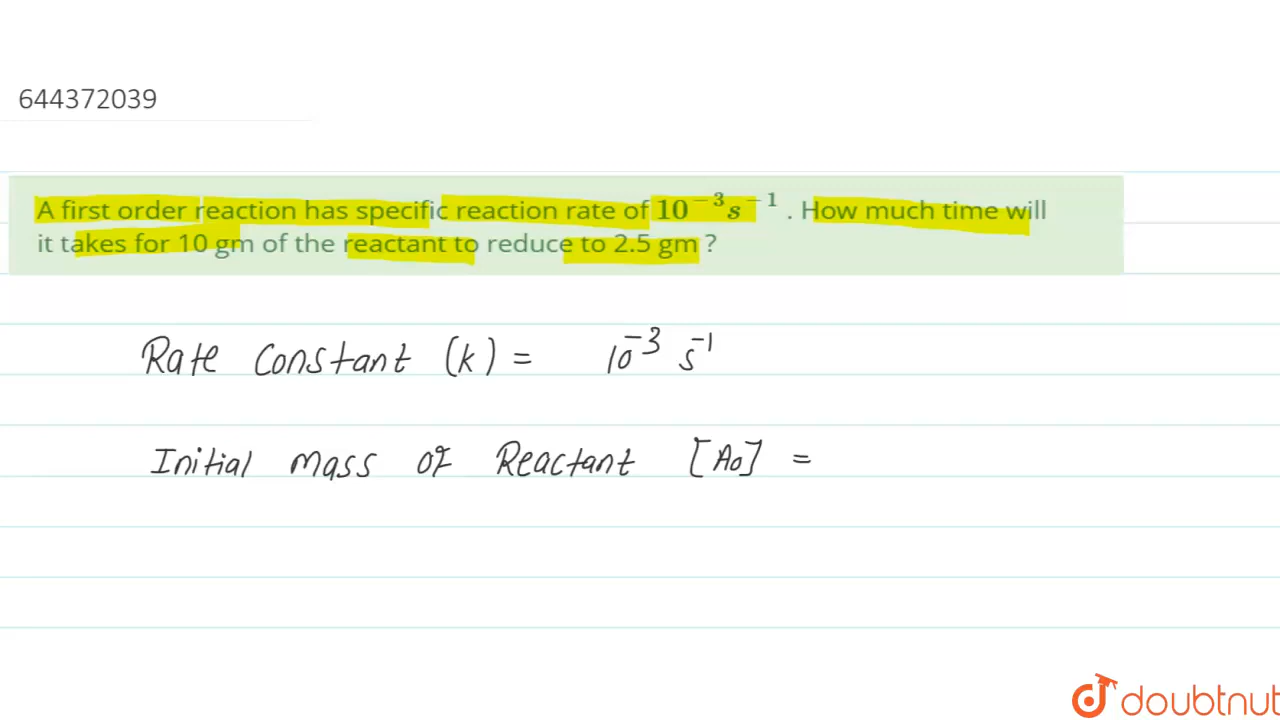 644372039
A first order reaction has specific reaction rate of 10⁻³s⁻¹ . How much time will
it takes for 10 gm of the reactant to reduce to 2.5 gm ?
Rate Constant (k) = 10⁻³ s⁻¹
Initial mass of Reactant [A₀] =
doubtnut